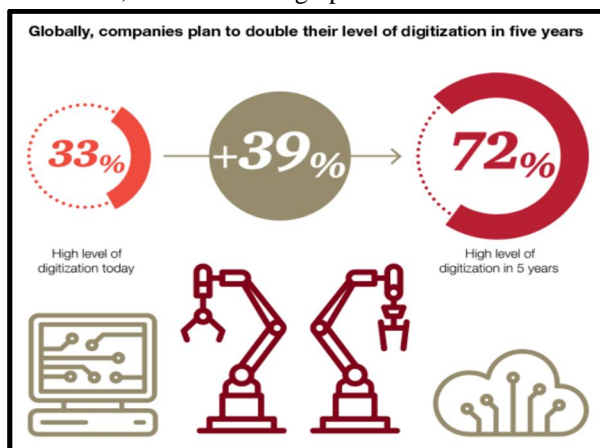 Globally, companies plan to double their level of digitization in five years
33%
+39%
72%
High level of
digitization today
High level of
digitization in 5 years